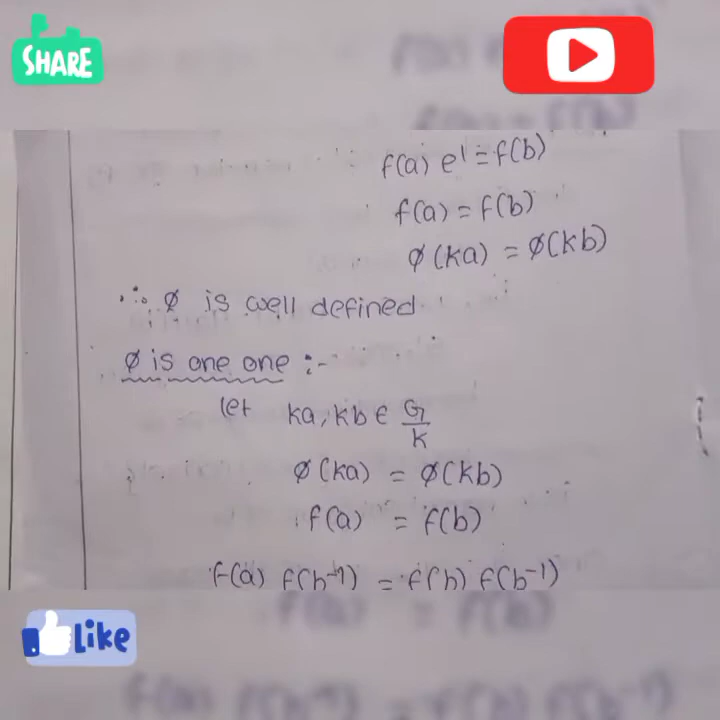 SHARE
f(a) e' = f(b)
f(a) = f(b)
ø(ka) = ø(kb)
∴ ø is well defined
ø is one one :-
let ka, kb ∈ G/k
ø(ka) = ø(kb)
f(a) = f(b)
f(a) f(b⁻¹) = f(b) f(b⁻¹)
Like